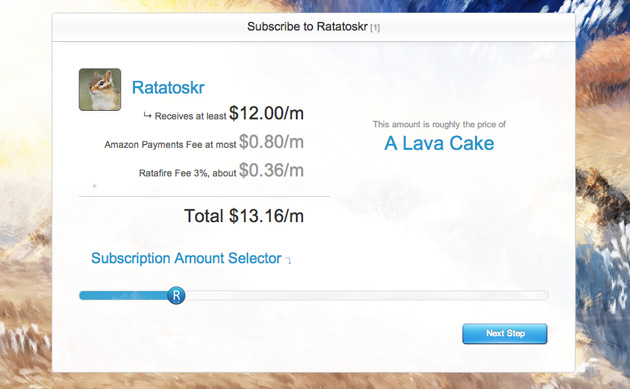 Subscribe to Ratatoskr [1]
Ratatoskr
Receives at least $12.00/m
Amazon Payments Fee at most $0.80/m
Ratafire Fee 3%, about $0.36/m
+
Total $13.16/m
This amount is roughly the price of
A Lava Cake
Subscription Amount Selector
R
Next Step